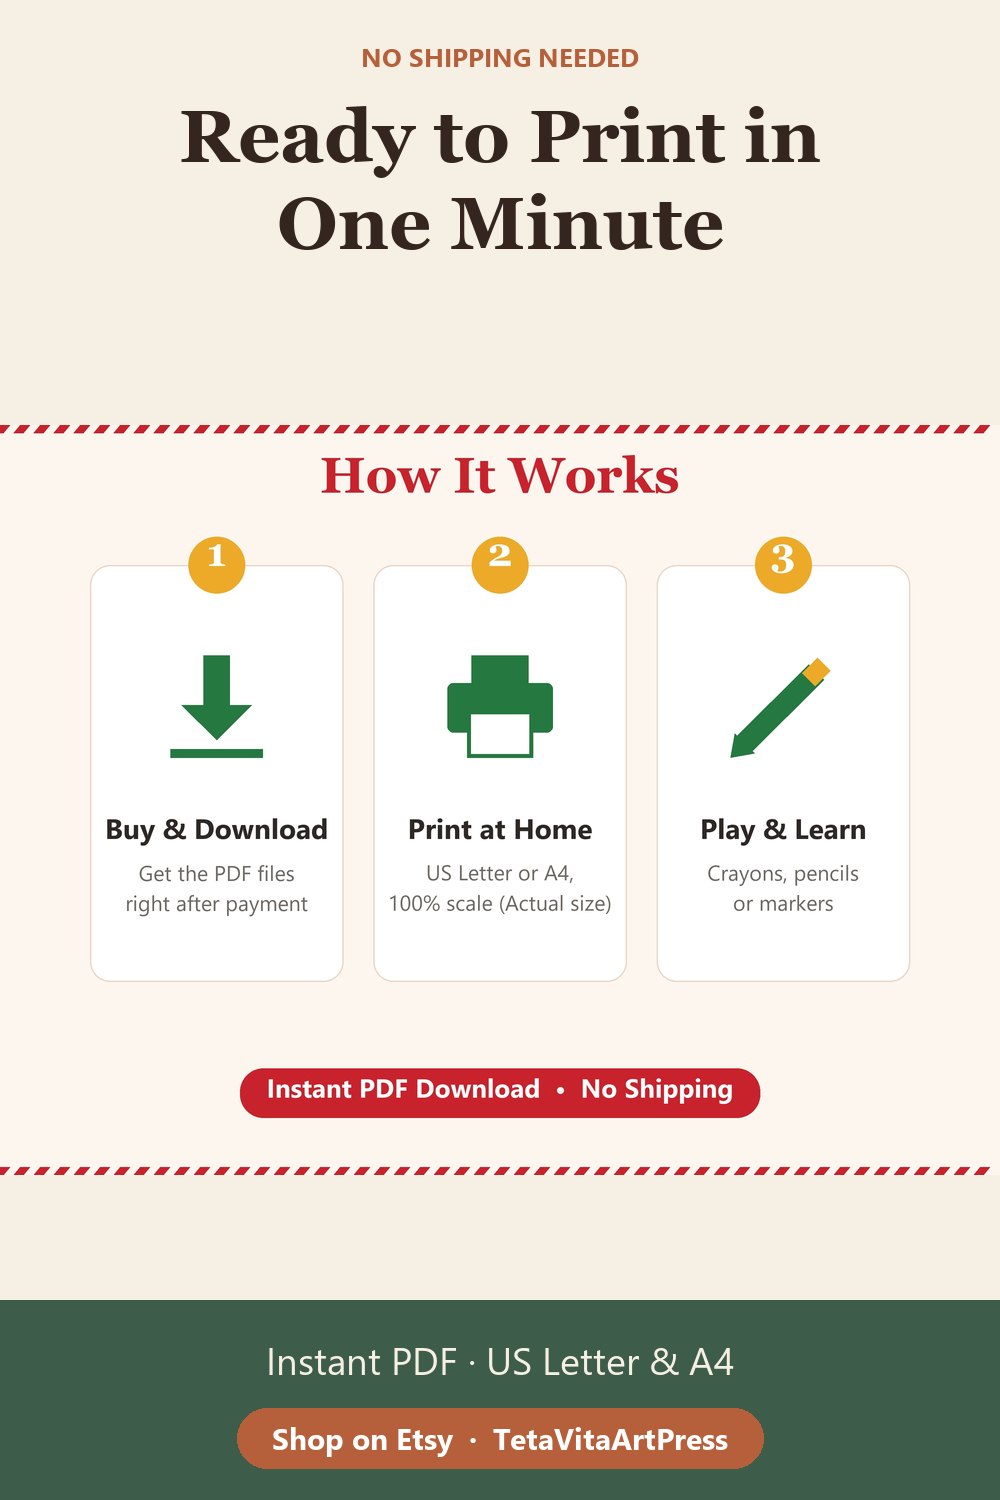 NO SHIPPING NEEDED
Ready to Print in
One Minute
How It Works
1
2
3
Buy & Download
Get the PDF files
right after payment
Print at Home
US Letter or A4,
100% scale (Actual size)
Play & Learn
Crayons, pencils
or markers
Instant PDF Download • No Shipping
Instant PDF · US Letter & A4
Shop on Etsy · TetaVitaArtPress